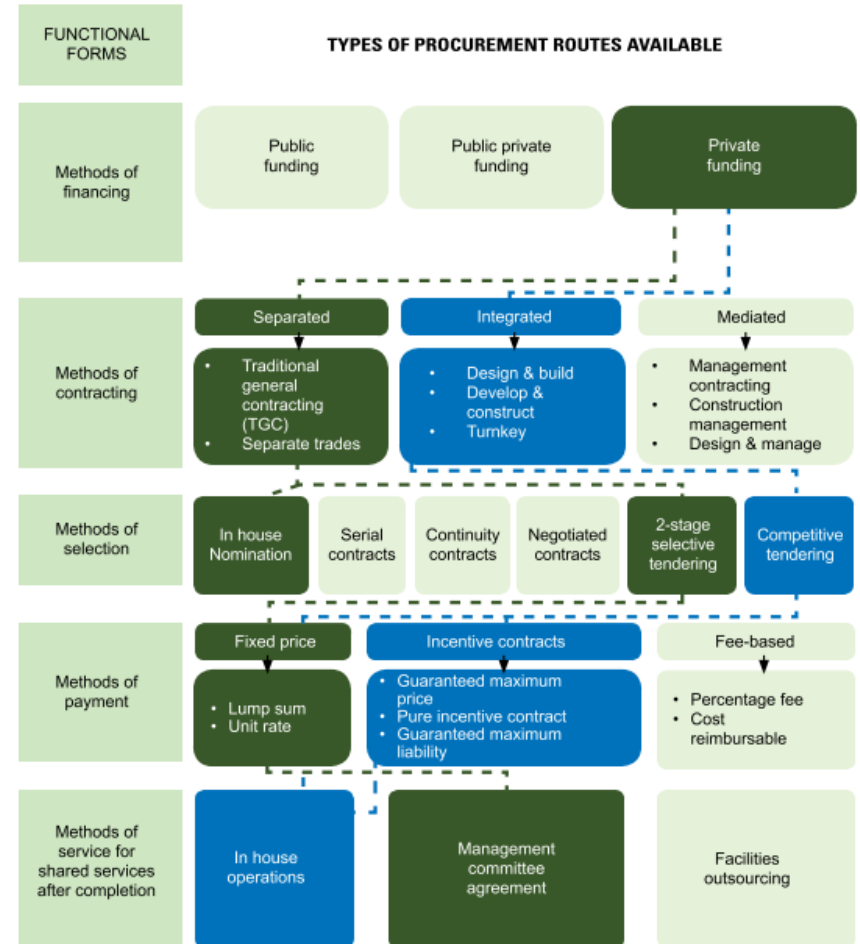 FUNCTIONAL
FORMS
TYPES OF PROCUREMENT ROUTES AVAILABLE
Methods of
financing
Public
funding
Public private
funding
Private
funding
Methods of
contracting
Separated
• Traditional
general
contracting
(TGC)
• Separate trades
Integrated
• Design & build
• Develop &
construct
• Turnkey
Mediated
• Management
contracting
• Construction
management
• Design & manage
Methods of
selection
In house
Nomination
Serial
contracts
Continuity
contracts
Negotiated
contracts
2-stage
selective
tendering
Competitive
tendering
Methods of
payment
Fixed price
• Lump sum
• Unit rate
Incentive contracts
• Guaranteed maximum
price
• Pure incentive contract
• Guaranteed maximum
liability
Fee-based
• Percentage fee
• Cost
reimbursable
Methods of
service for
shared services
after completion
In house
operations
Management
committee
agreement
Facilities
outsourcing